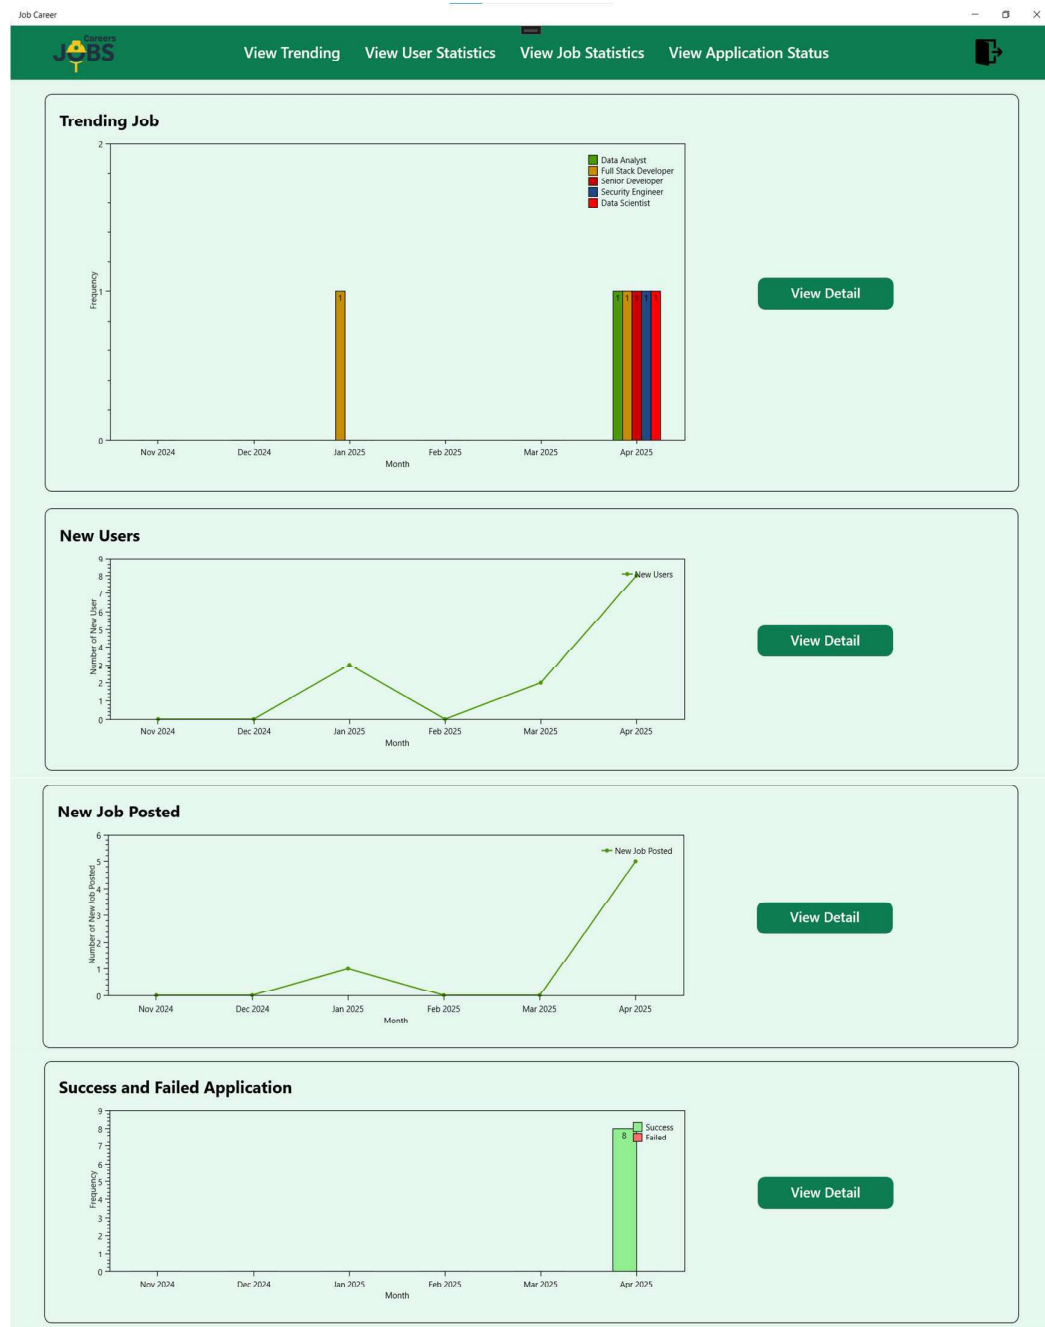 Job Career
Careers
JOBS
View Trending View User Statistics View Job Statistics View Application Status
Trending Job
2
1
0
Frequency
Data Analyst
Full Stack Developer
Senior Developer
Security Engineer
Data Scientist
1
1 1 1 1 1
Nov 2024 Dec 2024 Jan 2025 Feb 2025 Mar 2025 Apr 2025
Month
View Detail
New Users
9
8
7
6
5
4
3
2
1
0
Number of New User
New Users
Nov 2024 Dec 2024 Jan 2025 Feb 2025 Mar 2025 Apr 2025
Month
View Detail
New Job Posted
6
5
4
3
2
1
0
Number of New Job Posted
New Job Posted
Nov 2024 Dec 2024 Jan 2025 Feb 2025 Mar 2025 Apr 2025
Month
View Detail
Success and Failed Application
9
8
7
6
5
4
3
2
1
0
Frequency
8
Success
Failed
Nov 2024 Dec 2024 Jan 2025 Feb 2025 Mar 2025 Apr 2025
Month
View Detail